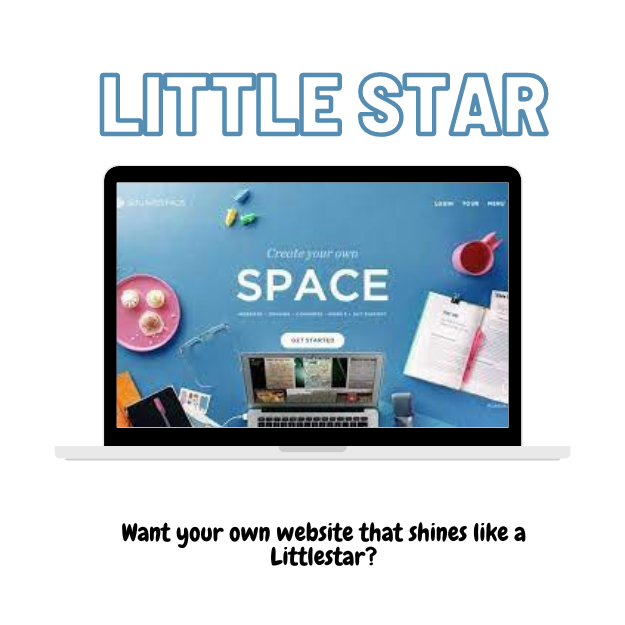 LITTLE STAR
SQUARESPACE
LOGIN TOUR MENU
Create your own
SPACE
GET STARTED
Want your own website that shines like a
Littlestar?